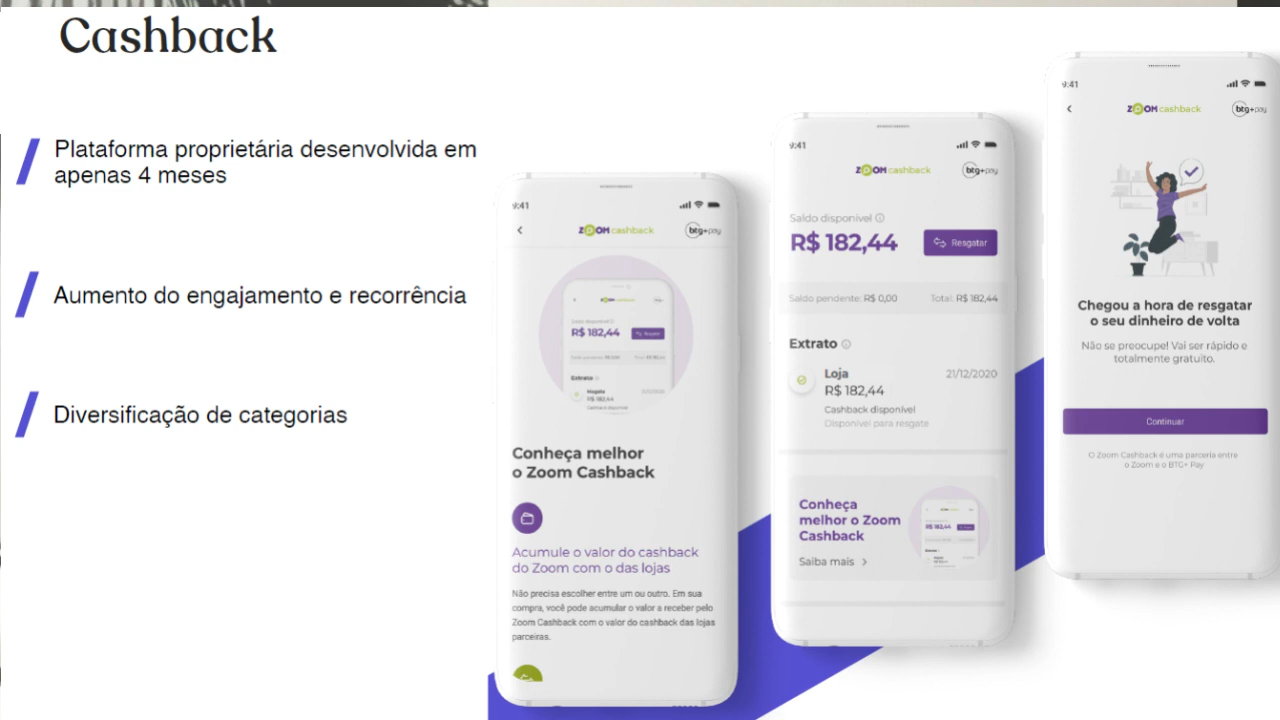 Cashback
Plataforma proprietária desenvolvida em
apenas 4 meses
Aumento do engajamento e recorrência
Diversificação de categorias
9:41
ZOOM cashback
btg+pay
R$ 182,44
Extrato
Conheça melhor
o Zoom Cashback
Acumule o valor do cashback
do Zoom com o das lojas
Não precisa escolher entre um ou outro. Em sua
compra, você pode acumular o valor a receber pelo
Zoom Cashback com o valor do cashback das lojas
parceiras.
9:41
ZOOM cashback
btg+pay
Saldo disponível
R$ 182,44
Resgatar
Saldo pendente: R$ 0,00 Total: R$ 182,44
Extrato
Loja 21/12/2020
R$ 182,44
Cashback disponível
Disponível para resgate
Conheça
melhor o Zoom
Cashback
R$ 182,44
Saiba mais
9:41
ZOOM cashback
btg+pay
Chegou a hora de resgatar
o seu dinheiro de volta
Não se preocupe! Vai ser rápido e
totalmente gratuito.
Continuar
O Zoom Cashback é uma parceria entre
o Zoom e o BTG+ Pay